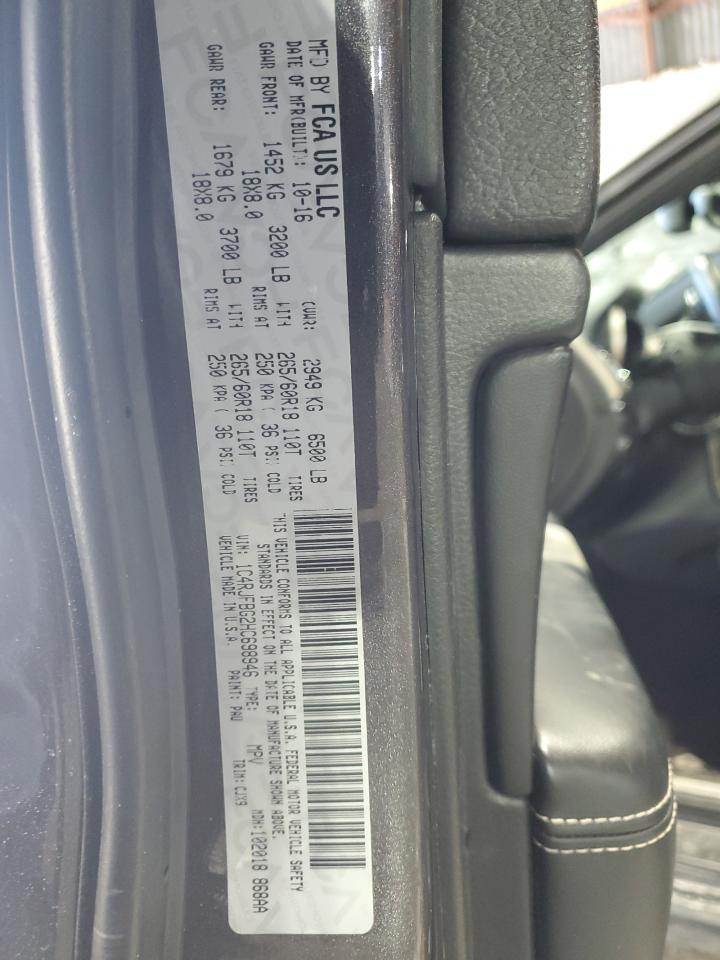 MFD BY FCA US LLC
DATE OF MFR(BUILT): 10-16 GVWR: 2949 KG 6500 LB
GAWR FRONT: 1452 KG 3200 LB WITH 265/60R18 110T TIRES
18X8.0 RIMS AT 250 KPA ( 36 PSI) COLD
GAWR REAR: 1679 KG 3700 LB WITH 265/60R18 110T TIRES
18X8.0 RIMS AT 250 KPA ( 36 PSI) COLD
THIS VEHICLE CONFORMS TO ALL APPLICABLE U.S.A. FEDERAL MOTOR VEHICLE SAFETY
STANDARDS IN EFFECT ON THE DATE OF MANUFACTURE SHOWN ABOVE.
VIN: 1C4RJFBG2HC698946 TYPE: MPV MDH:102018 868AA
VEHICLE MADE IN U.S.A. PAINT: PAU TRIM: CJX9